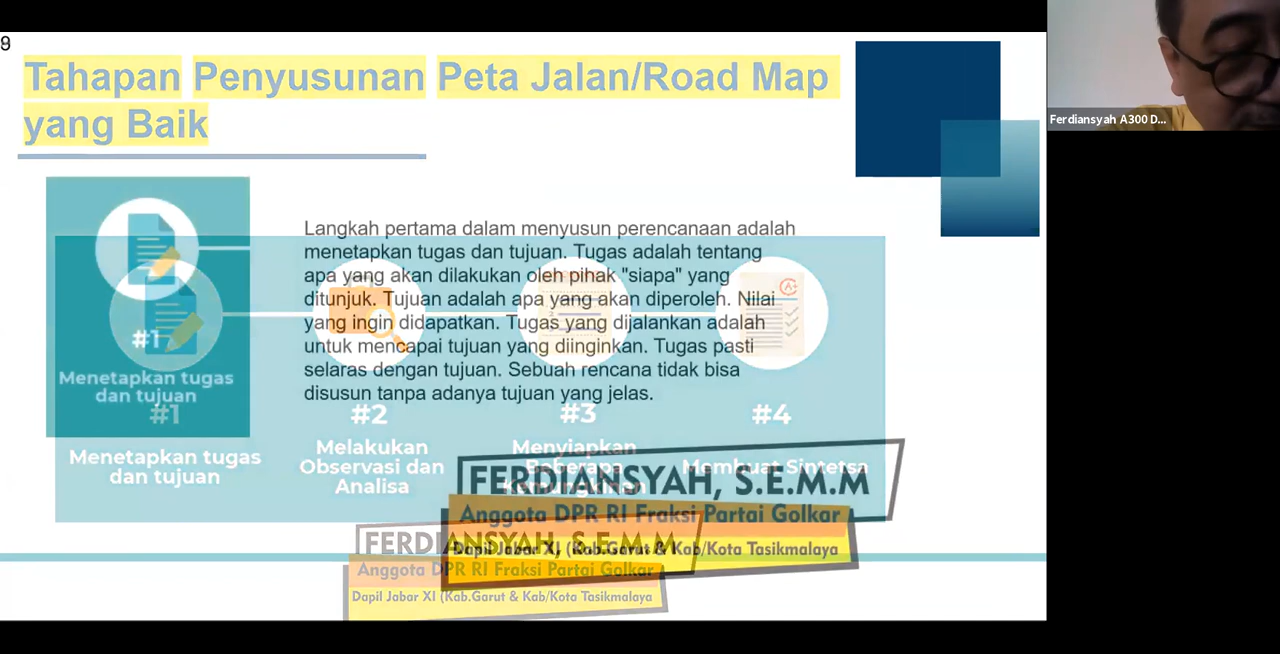 9
Tahapan Penyusunan Peta Jalan/Road Map
yang Baik
Ferdiansyah A300 D...
Langkah pertama dalam menyusun perencanaan adalah
menetapkan tugas dan tujuan. Tugas adalah tentang
apa yang akan dilakukan oleh pihak "siapa" yang
ditunjuk. Tujuan adalah apa yang akan diperoleh. Nilai
yang ingin didapatkan. Tugas yang dijalankan adalah
untuk mencapai tujuan yang diinginkan. Tugas pasti
selaras dengan tujuan. Sebuah rencana tidak bisa
disusun tanpa adanya tujuan yang jelas.
#1
Menetapkan tugas
dan tujuan
#1
Menetapkan tugas
dan tujuan
#2
Melakukan
Observasi dan
Analisa
#3
Menyiapkan
Beberapa
Kemungkinan
#4
Membuat Sintetsa
FERDIANSYAH, S.E.M.M
Anggota DPR RI Fraksi Partai Golkar
Dapil Jabar XI, (Kab.Garut & Kab/Kota Tasikmalaya
FERDIANSYAH, S.E.M.M
Anggota DPR RI Fraksi Partai Golkar
Dapil Jabar XI (Kab.Garut & Kab/Kota Tasikmalaya